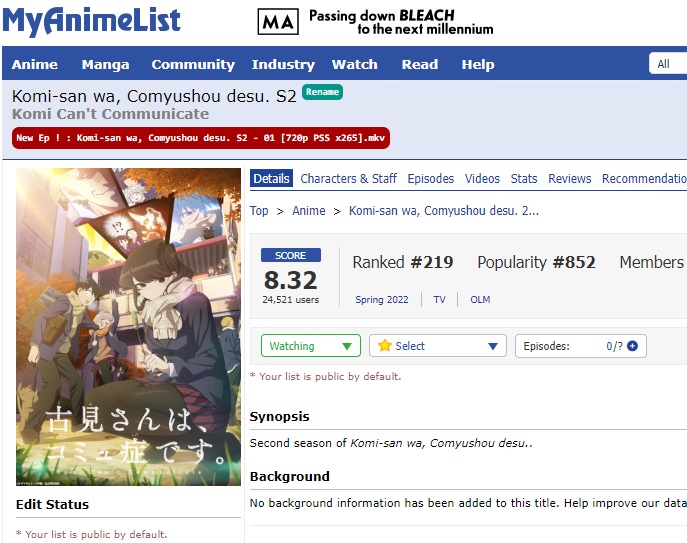 MyAnimeList
MA
Passing down BLEACH
to the next millennium
Anime Manga Community Industry Watch Read Help
All
Komi-san wa, Comyushou desu. S2 Rename
Komi Can't Communicate
New Ep ! : Komi-san wa, Comyushou desu. S2 - 01 [720p PSS x265].mkv
Details Characters & Staff Episodes Videos Stats Reviews Recommendatio
Top > Anime > Komi-san wa, Comyushou desu. 2...
SCORE
8.32
24,521 users
Ranked #219 Popularity #852 Members
Spring 2022 TV OLM
Watching
Select
Episodes: 0/?
* Your list is public by default.
Synopsis
Second season of Komi-san wa, Comyushou desu..
Background
No background information has been added to this title. Help improve our data
古見さんは、
コミュ症です。
Edit Status
* Your list is public by default.